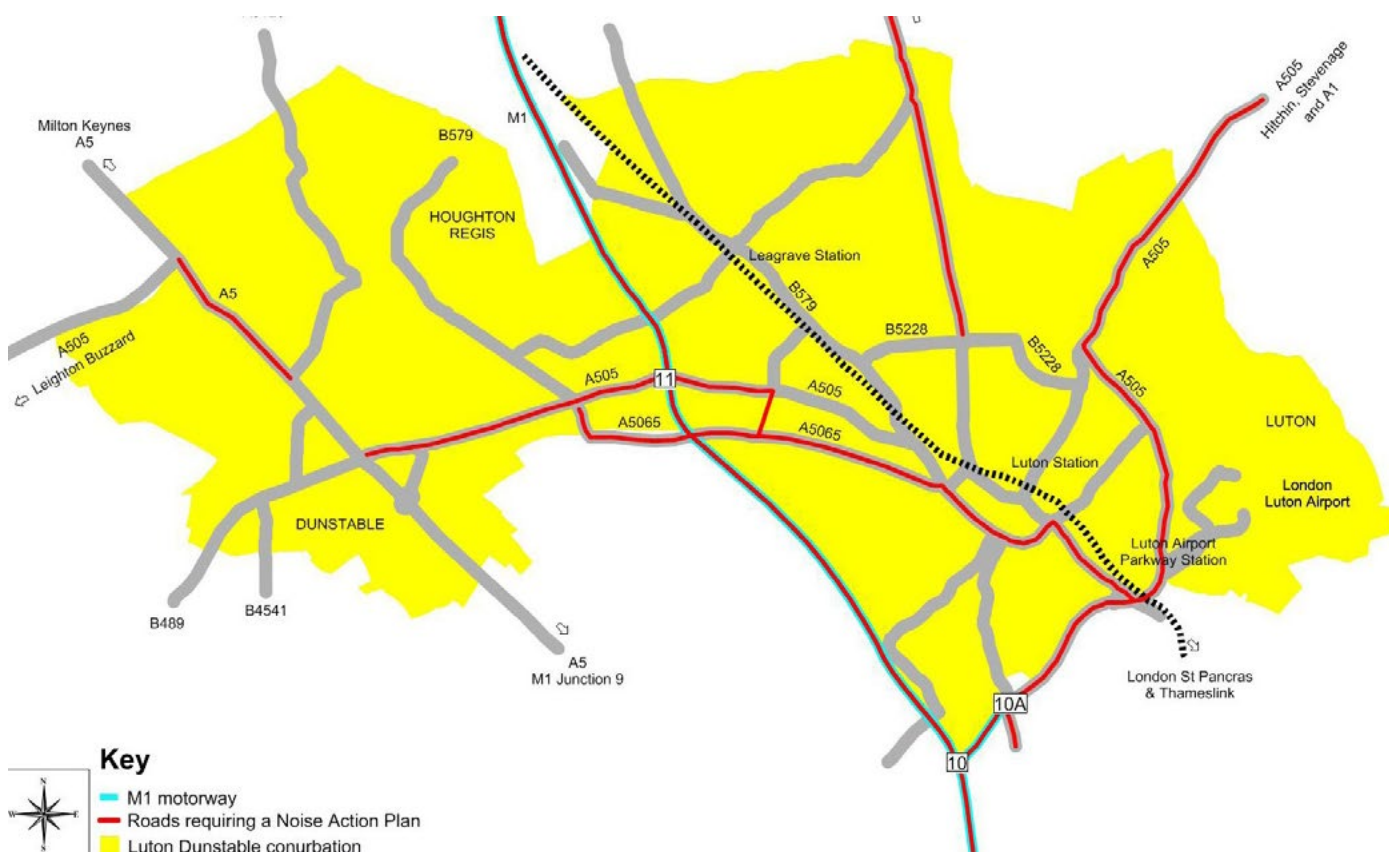 Milton Keynes
A5
B579
M1
A505
Hitchin, Stevenage
and A1
HOUGHTON
REGIS
Leagrave Station
A505
A5
B579
B5228
B5228
A505
Leighton Buzzard
A505
11
A505
A505
A5065
A5065
LUTON
Luton Station
London
Luton Airport
DUNSTABLE
Luton Airport
Parkway Station
B4541
B489
A5
M1 Junction 9
London St Pancras
& Thameslink
10A
10
Key
N
W
E
S
M1 motorway
Roads requiring a Noise Action Plan
Luton Dunstable conurbation